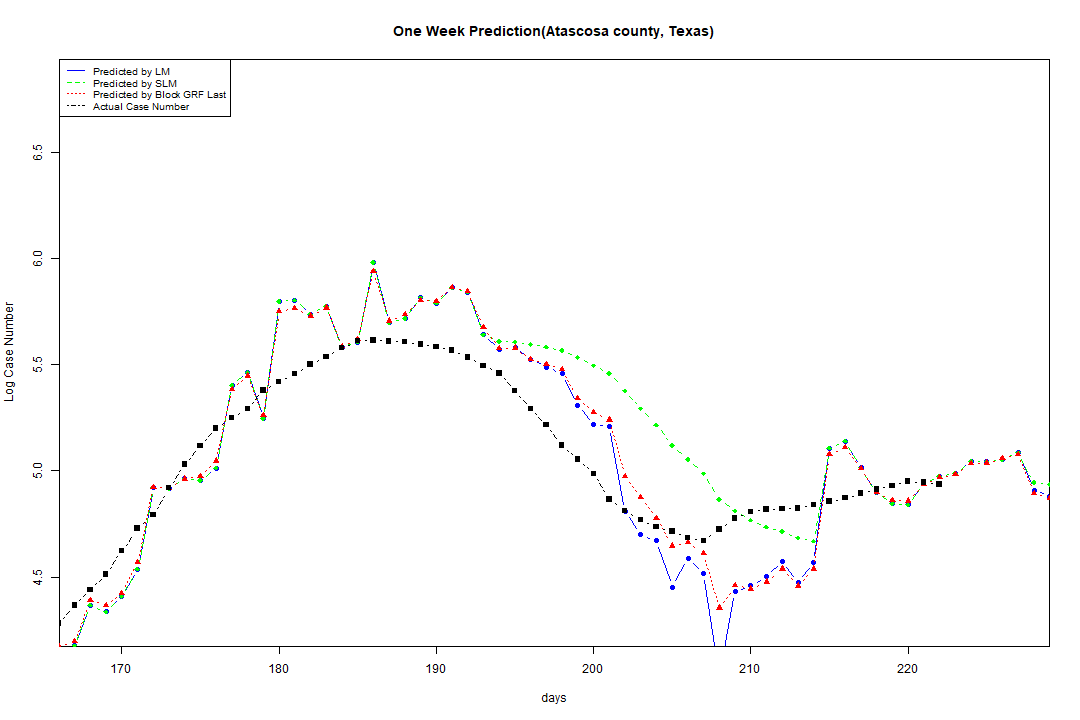 One Week Prediction(Atascosa county, Texas)
Predicted by LM
Predicted by SLM
Predicted by Block GRF Last
Actual Case Number
6.5
6.0
5.5
5.0
4.5
Log Case Number
170 180 190 200 210 220
days